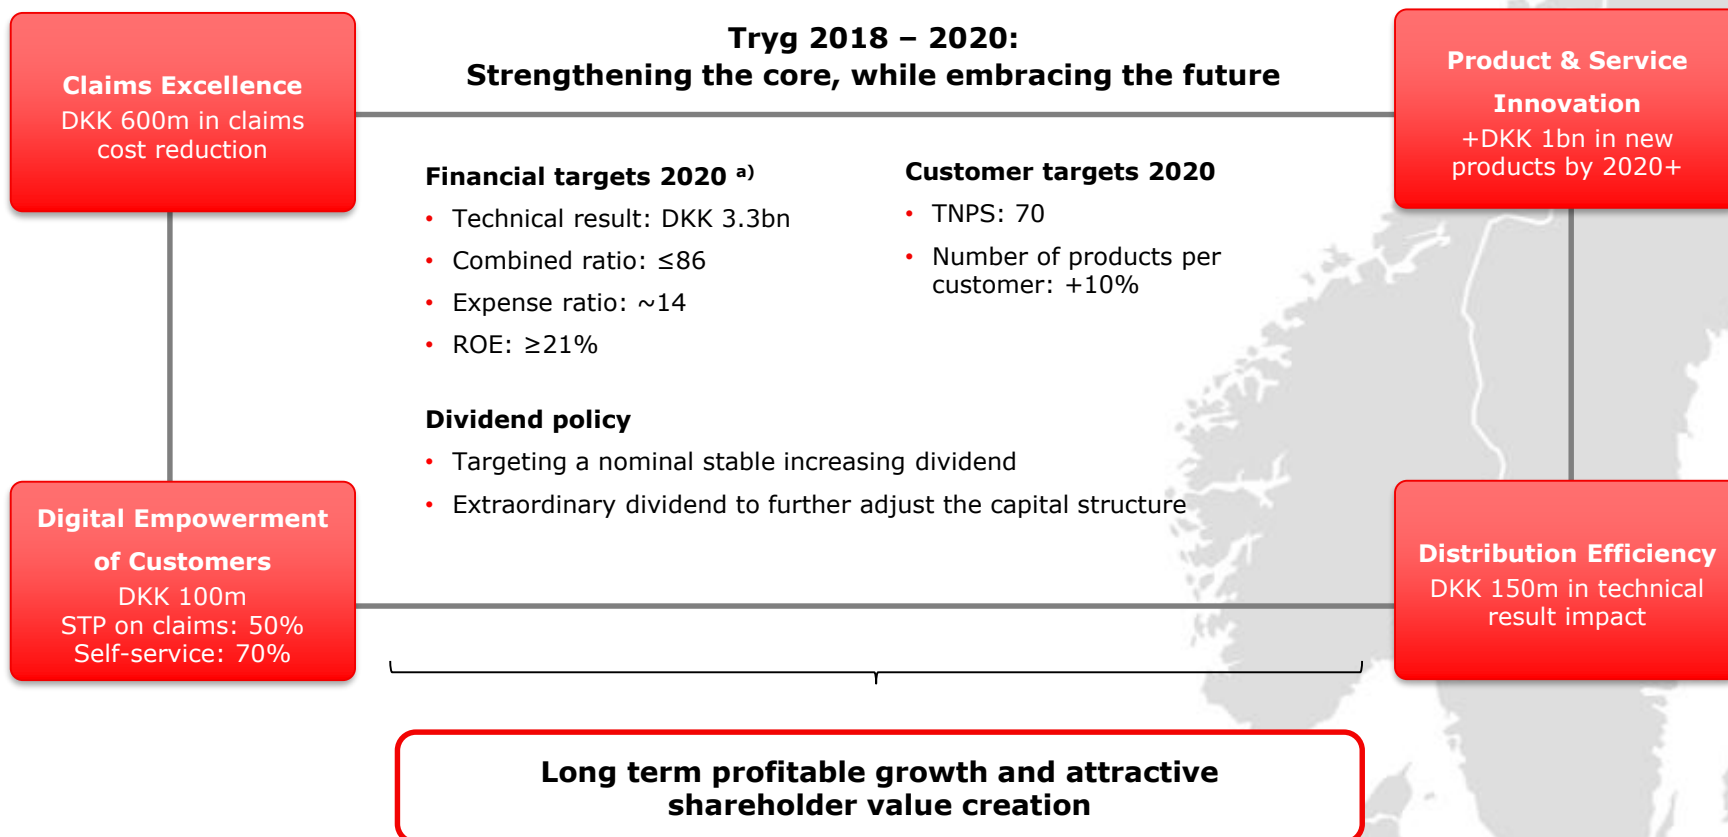 Tryg 2018 – 2020:
Strengthening the core, while embracing the future
Claims Excellence
DKK 600m in claims
cost reduction
Product & Service
Innovation
+DKK 1bn in new
products by 2020+
Financial targets 2020 a)
• Technical result: DKK 3.3bn
• Combined ratio: ≤86
• Expense ratio: ~14
• ROE: ≥21%
Customer targets 2020
• TNPS: 70
• Number of products per
customer: +10%
Dividend policy
• Targeting a nominal stable increasing dividend
• Extraordinary dividend to further adjust the capital structure
Digital Empowerment
of Customers
DKK 100m
STP on claims: 50%
Self-service: 70%
Distribution Efficiency
DKK 150m in technical
result impact
Long term profitable growth and attractive
shareholder value creation